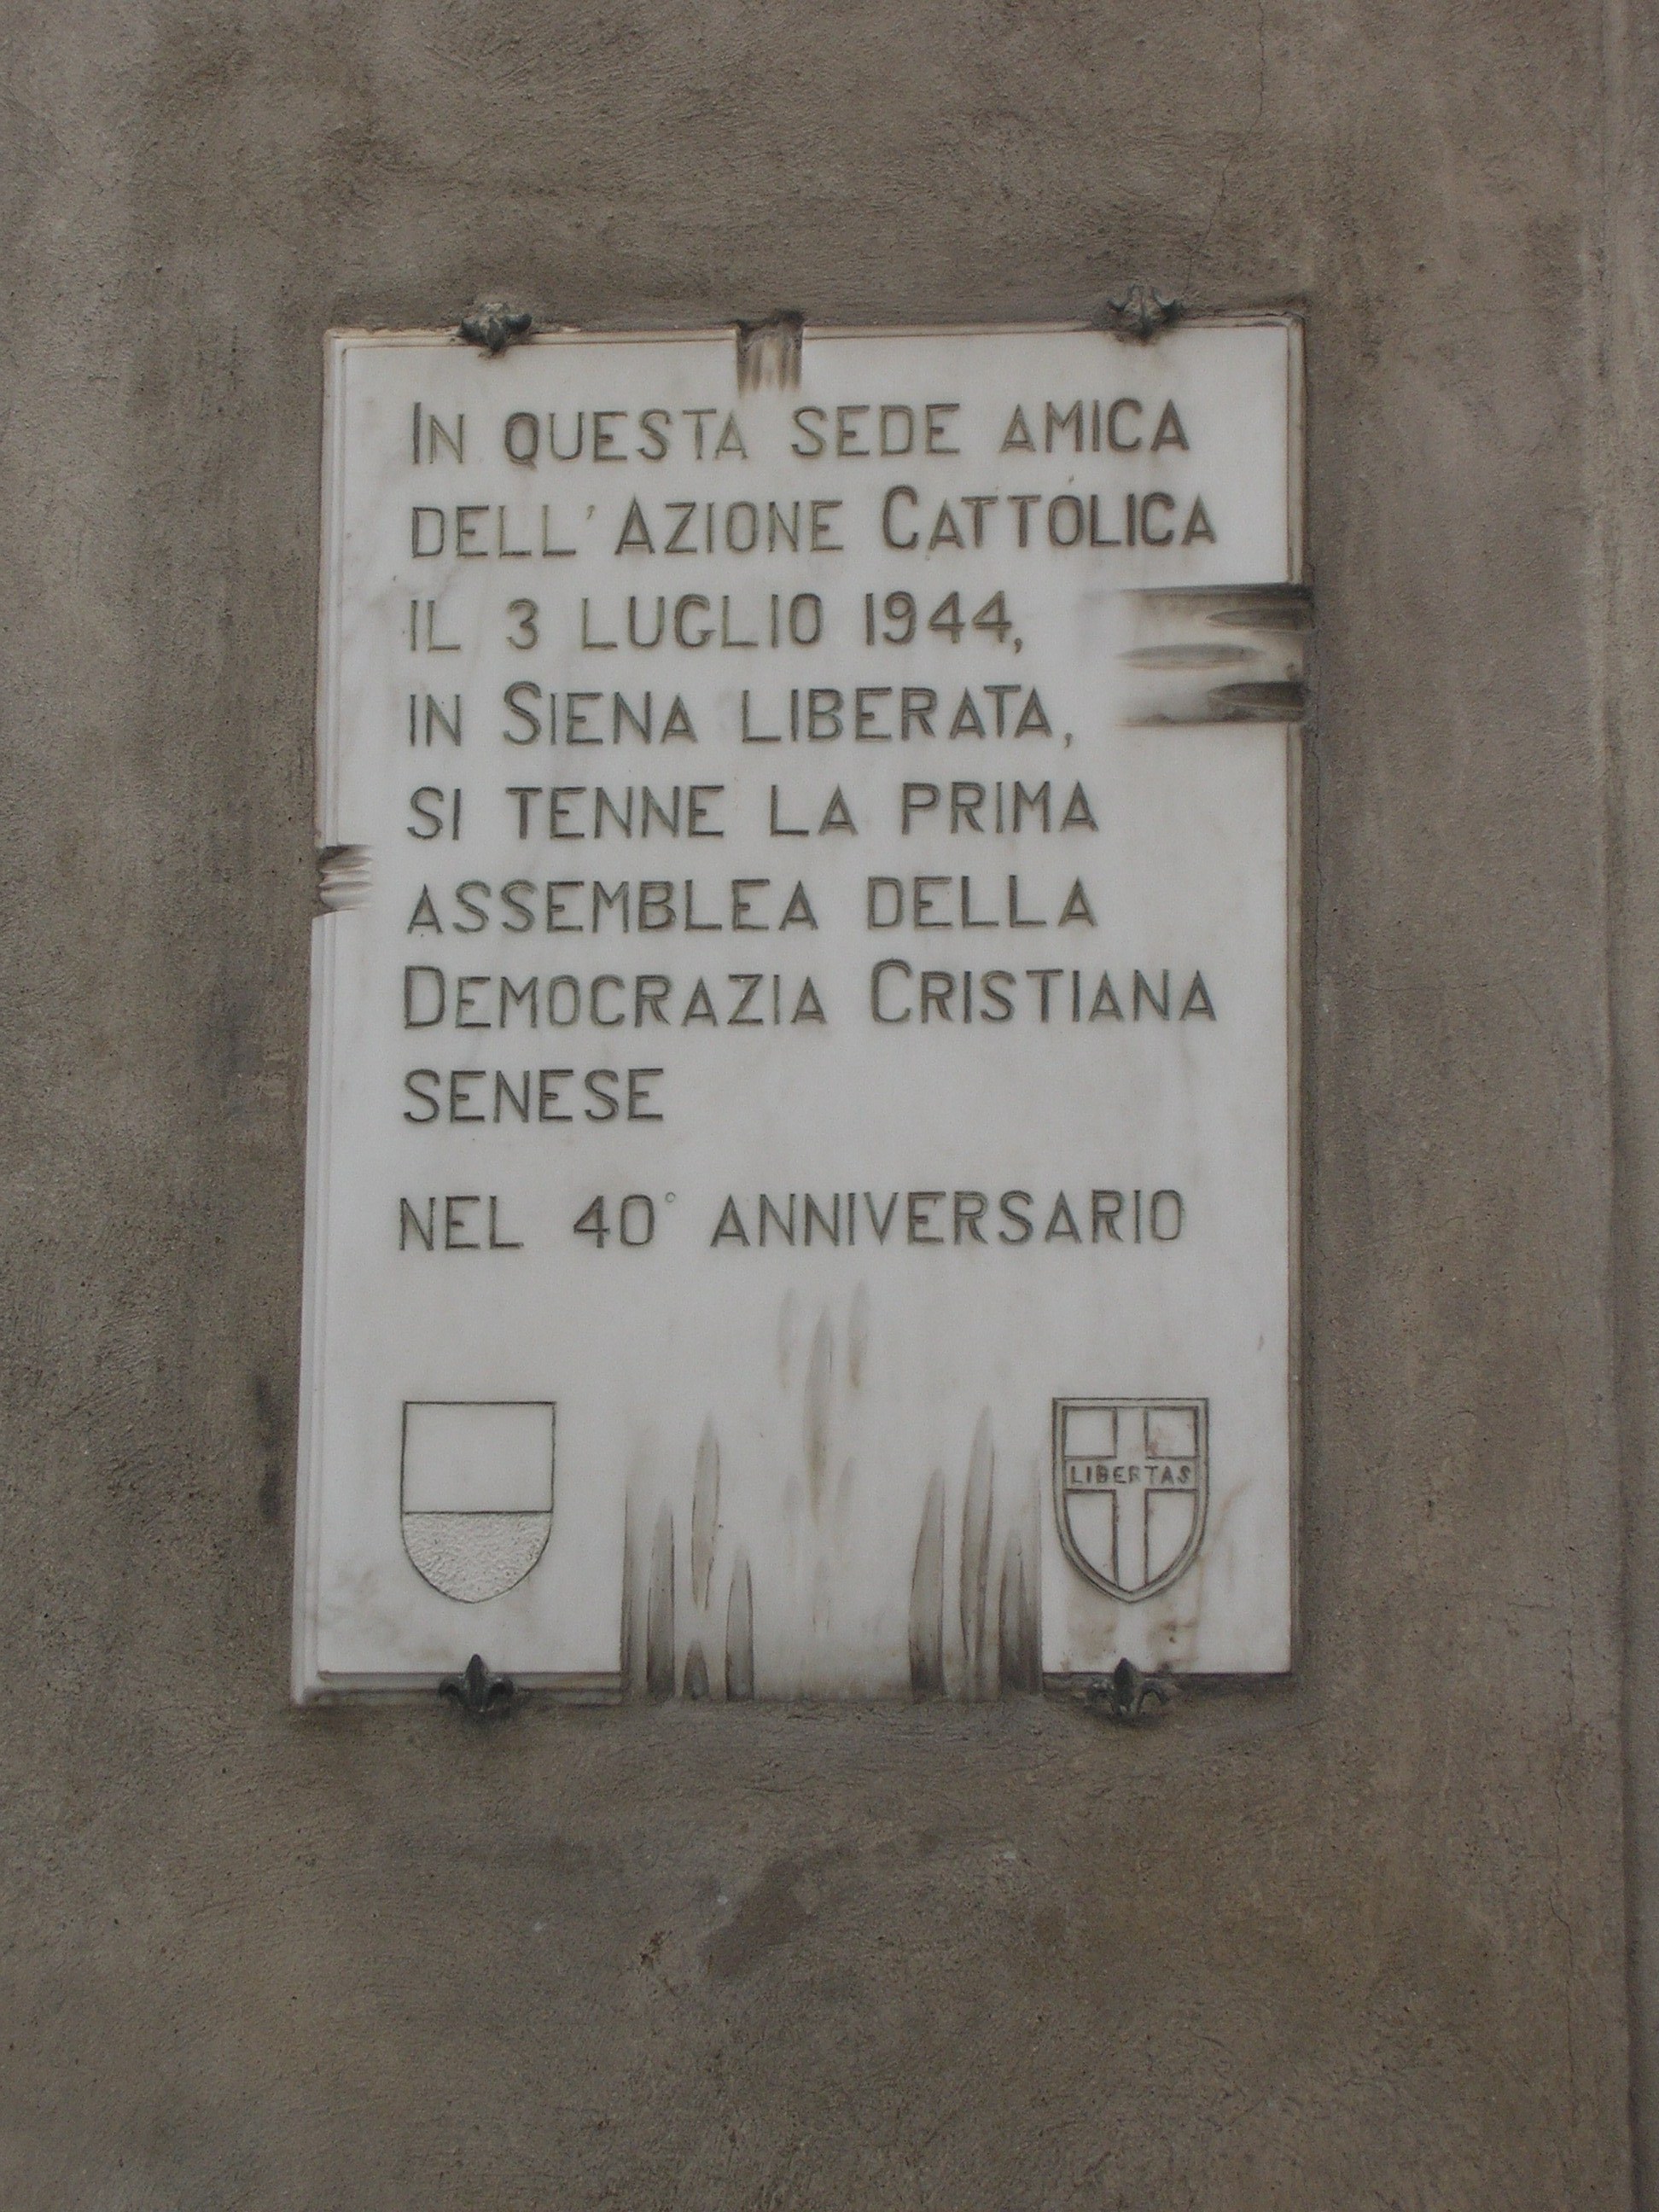 In questa sede amica
dell'Azione Cattolica
il 3 luglio 1944,
in Siena liberata,
si tenne la prima
assemblea della
Democrazia Cristiana
senese
nel 40° anniversario
LIBERTAS